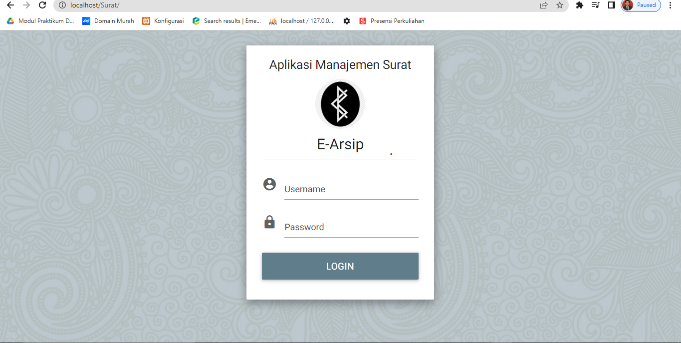 localhost/Surat/
Paused
Modul Praktikum D... Domain Murah Konfigurasi Search results | Eme... localhost / 127.0.0.... Presensi Perkuliahan
Aplikasi Manajemen Surat
E-Arsip
Username
Password
LOGIN